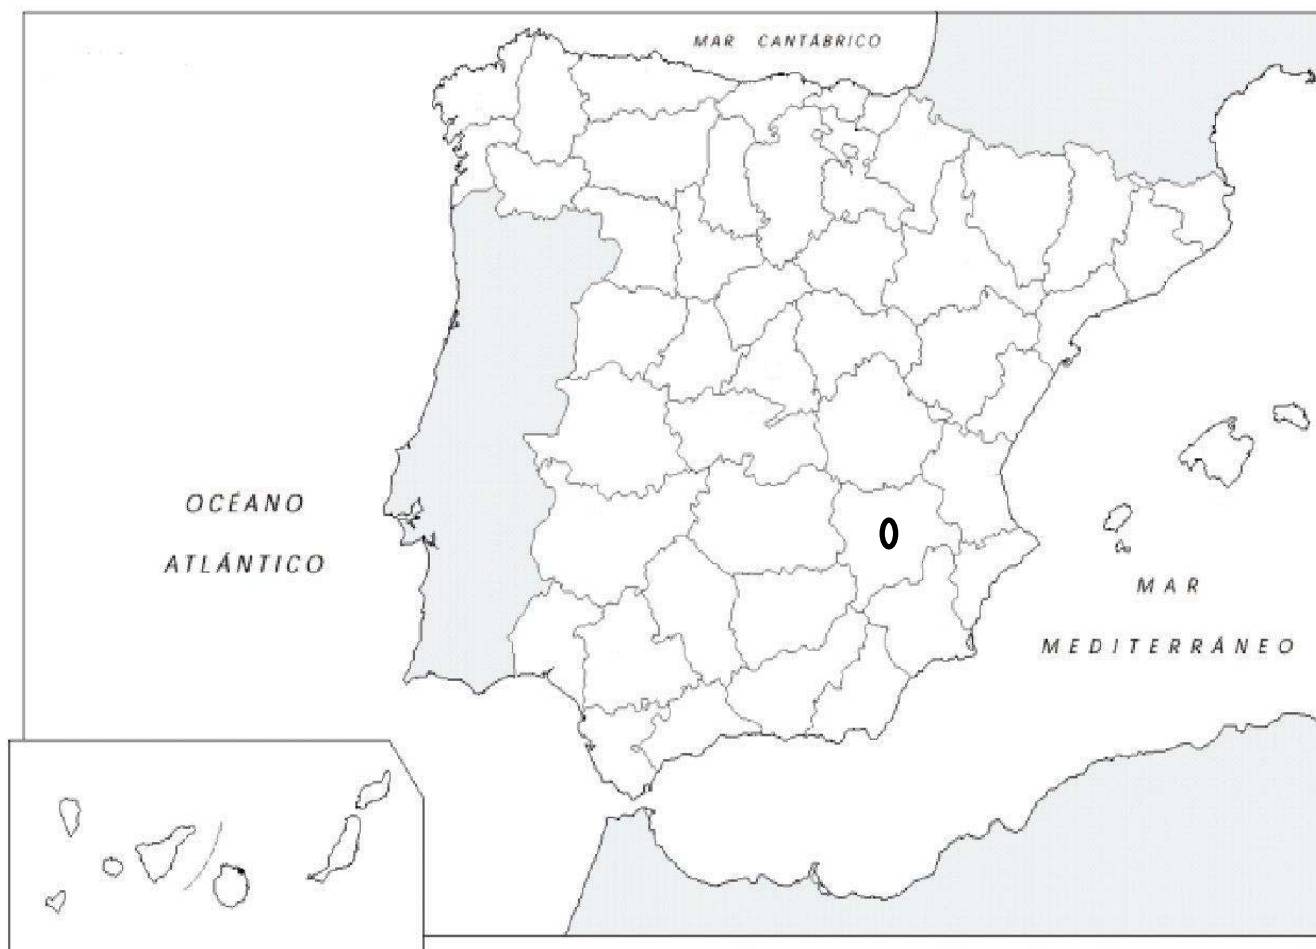 MAR CANTÁBRICO
OCÉANO
ATLÁNTICO
0
MAR
MEDITERRÁNEO